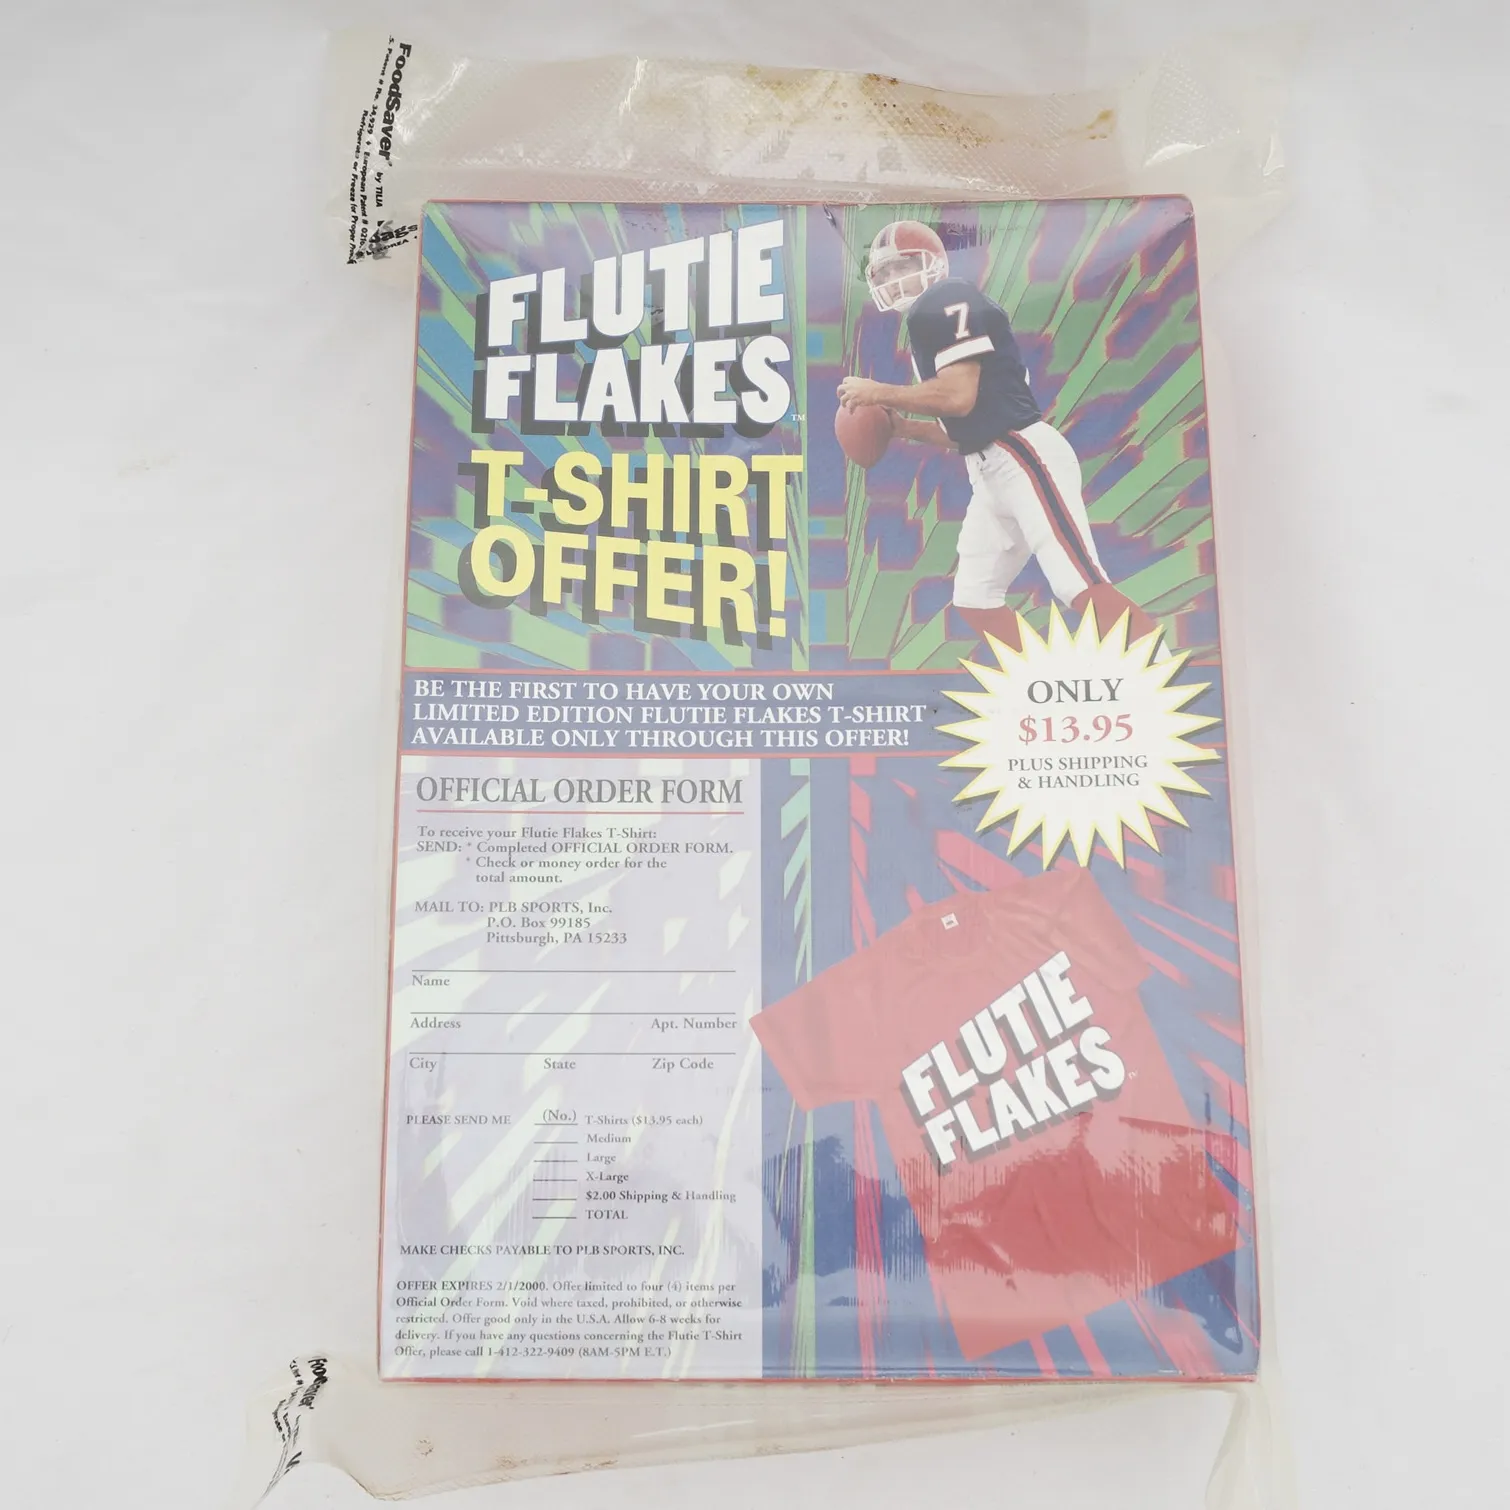 FoodSaver® by TILIA
FLUTIE
FLAKES™
T-SHIRT
OFFER!
7
BE THE FIRST TO HAVE YOUR OWN
LIMITED EDITION FLUTIE FLAKES T-SHIRT
AVAILABLE ONLY THROUGH THIS OFFER!
ONLY
$13.95
PLUS SHIPPING
& HANDLING
OFFICIAL ORDER FORM
To receive your Flutie Flakes T-Shirt:
SEND: * Completed OFFICIAL ORDER FORM.
* Check or money order for the
total amount.
MAIL TO: PLB SPORTS, Inc.
P.O. Box 99185
Pittsburgh, PA 15233
Name
Address Apt. Number
City State Zip Code
PLEASE SEND ME (No.) T-Shirts ($13.95 each)
Medium
Large
X-Large
$2.00 Shipping & Handling
TOTAL
MAKE CHECKS PAYABLE TO PLB SPORTS, INC.
OFFER EXPIRES 2/1/2000. Offer limited to four (4) items per
Official Order Form. Void where taxed, prohibited, or otherwise
restricted. Offer good only in the U.S.A. Allow 6-8 weeks for
delivery. If you have any questions concerning the Flutie T-Shirt
Offer, please call 1-412-322-9409 (8AM-5PM E.T.)
FLUTIE
FLAKES